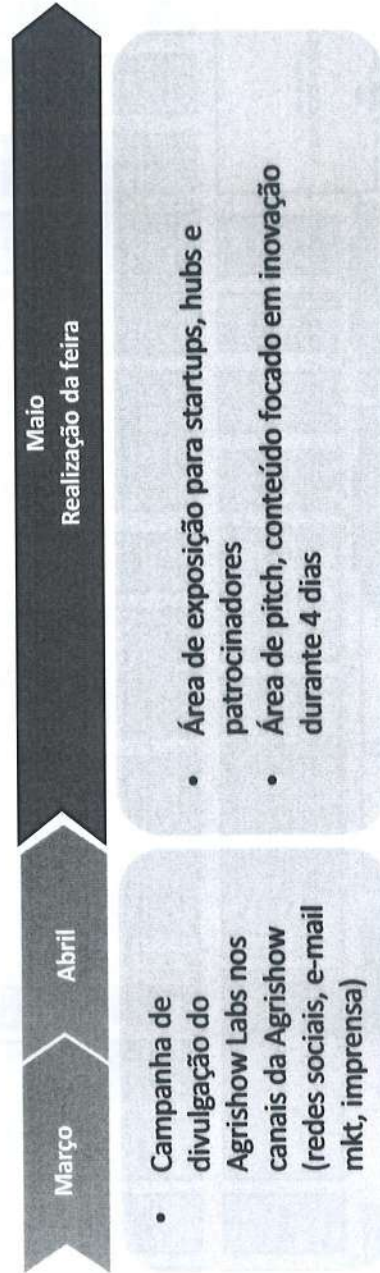 Março
Abril
Maio
Realização da feira
• Campanha de
divulgação do
Agrishow Labs nos
canais da Agrishow
(redes sociais, e-mail
mkt, imprensa)
• Área de exposição para startups, hubs e
patrocinadores
• Área de pitch, conteúdo focado em inovação
durante 4 dias